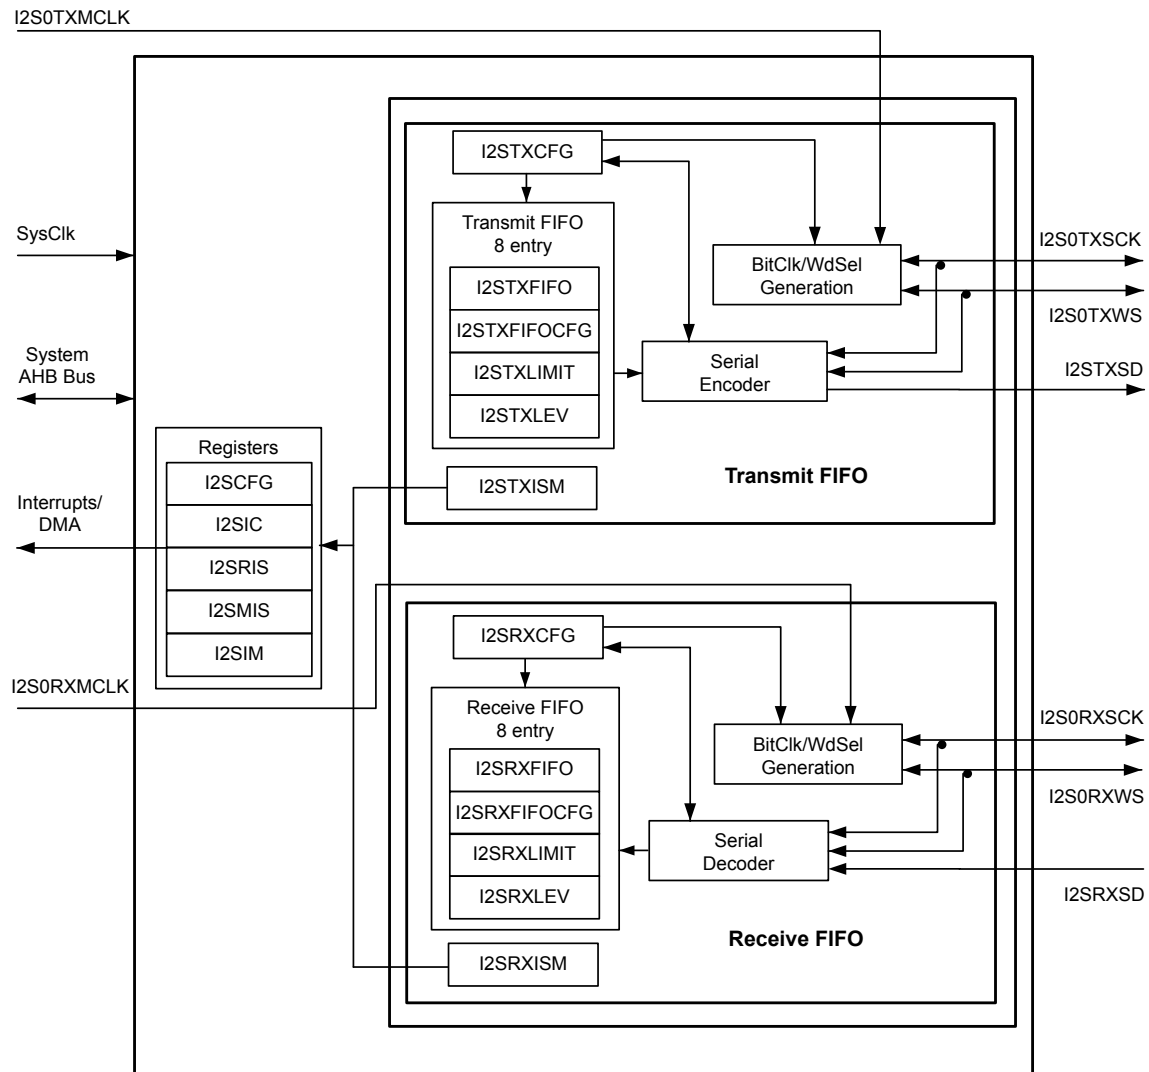 I2S0TXMCLK
I2STXCFG
Transmit FIFO
8 entry
I2STXFIFO
I2STXFIFOCFG
I2STXLIMIT
I2STXLEV
BitClk/WdSel
Generation
Serial
Encoder
I2STXISM
Transmit FIFO
SysClk
System
AHB Bus
Interrupts/
DMA
I2S0RXMCLK
Registers
I2SCFG
I2SIC
I2SRIS
I2SMIS
I2SIM
I2S0TXSCK
I2S0TXWS
I2STXSD
I2SRXCFG
Receive FIFO
8 entry
I2SRXFIFO
I2SRXFIFOCFG
I2SRXLIMIT
I2SRXLEV
BitClk/WdSel
Generation
Serial
Decoder
I2SRXISM
Receive FIFO
I2S0RXSCK
I2S0RXWS
I2SRXSD